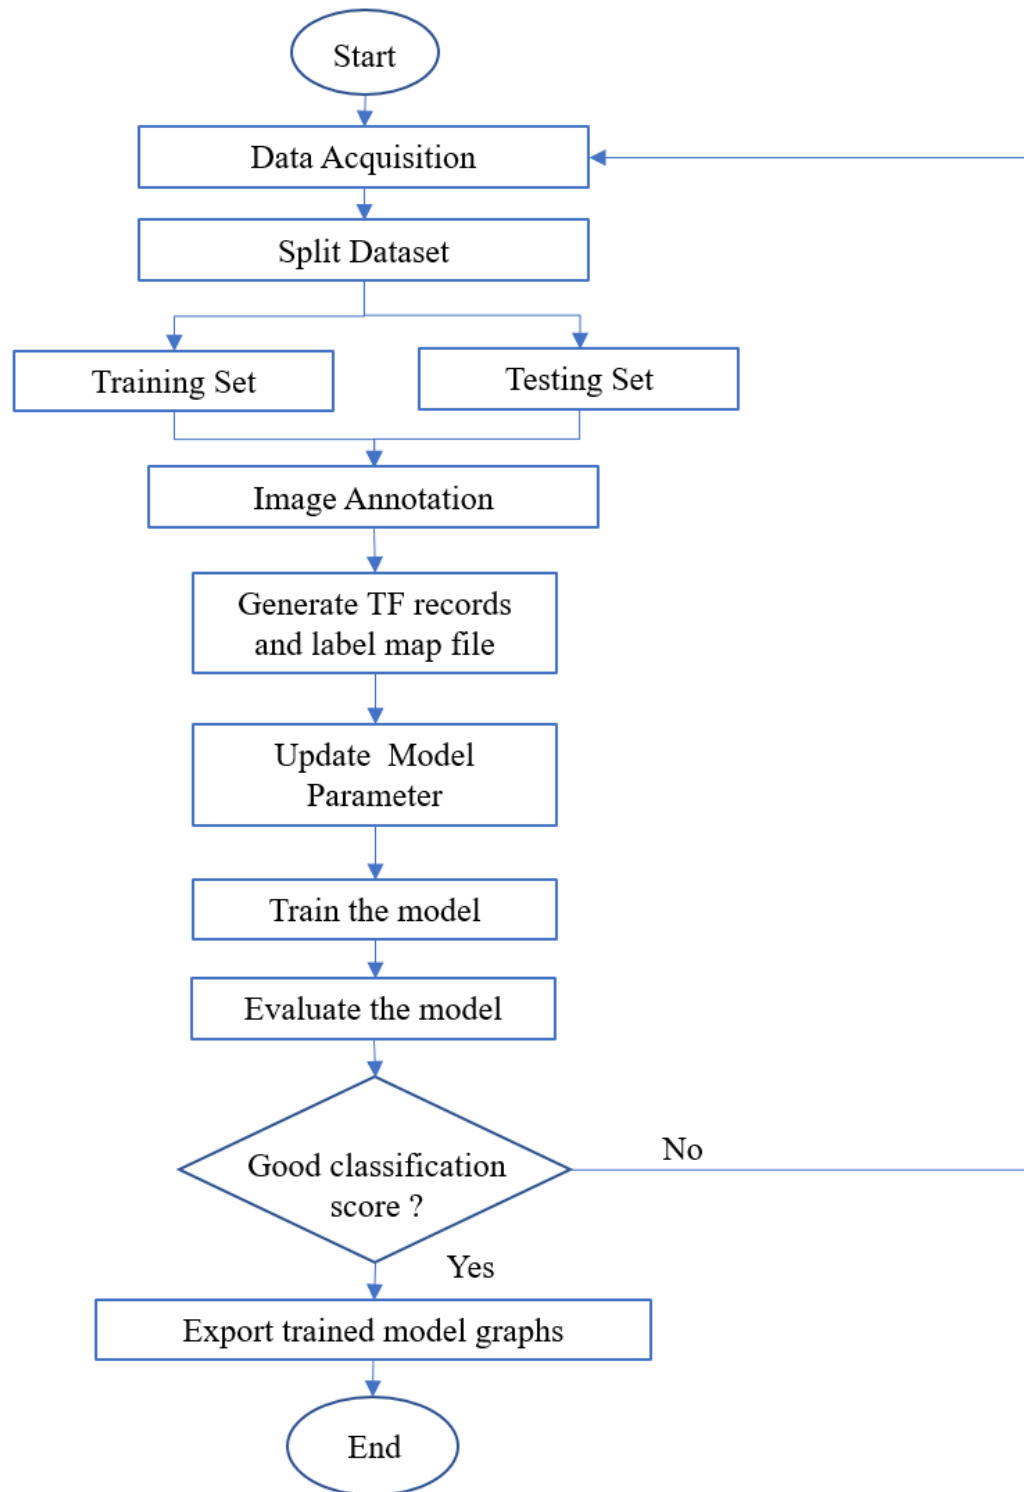 Start
Data Acquisition
Split Dataset
Training Set
Testing Set
Image Annotation
Generate TF records
and label map file
Update  Model
Parameter
Train the model
Evaluate the model
Good classification
score ?
No
Yes
Export trained model graphs
End